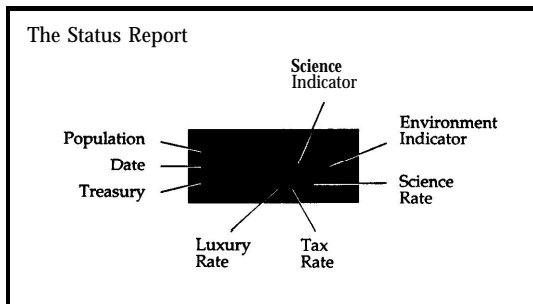 The Status Report
Science
Indicator
Environment
Indicator
Population
Date
Treasury
Science
Rate
Luxury
Rate
Tax
Rate